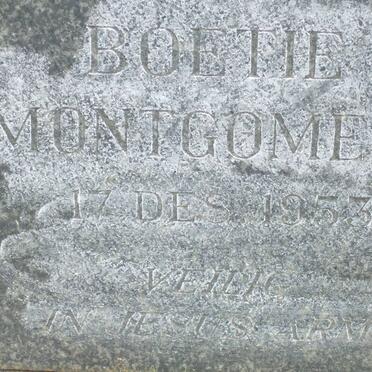 BOETIE
MONTGOME
17 DES. 1953
VEILIG
IN JESUS ARM